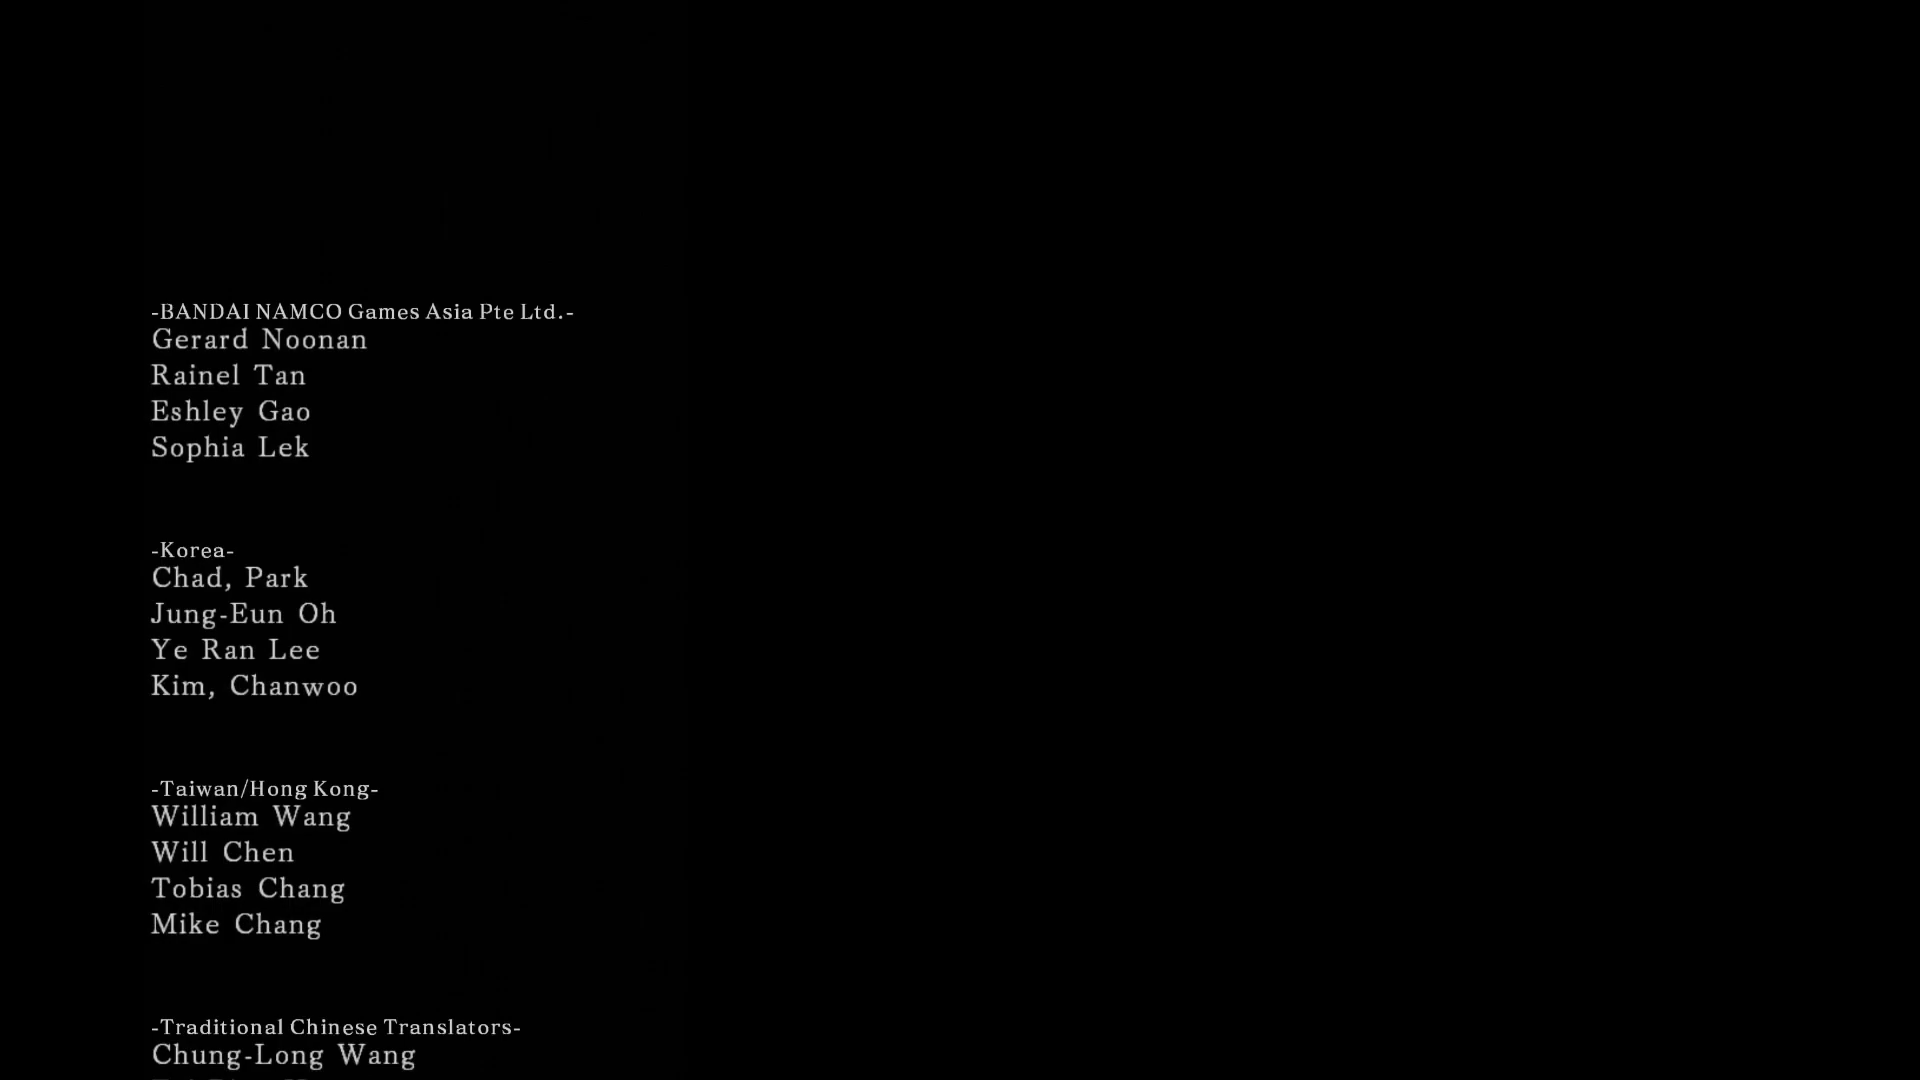 -BANDAI NAMCO Games Asia Pte Ltd.-
Gerard Noonan
Rainel Tan
Eshley Gao
Sophia Lek
-Korea-
Chad, Park
Jung-Eun Oh
Ye Ran Lee
Kim, Chanwoo
-Taiwan/Hong Kong-
William Wang
Will Chen
Tobias Chang
Mike Chang
-Traditional Chinese Translators-
Chung-Long Wang